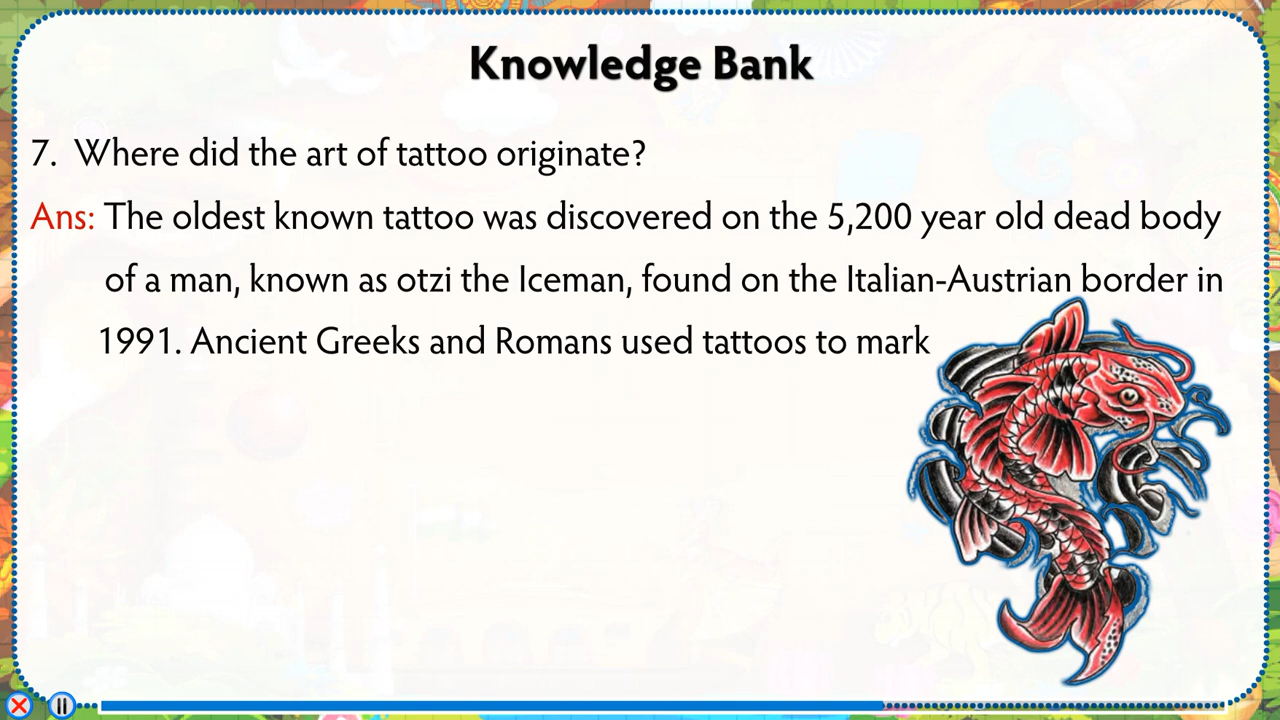 Knowledge Bank
7. Where did the art of tattoo originate?
Ans: The oldest known tattoo was discovered on the 5,200 year old dead body
of a man, known as otzi the Iceman, found on the Italian-Austrian border in
1991. Ancient Greeks and Romans used tattoos to mark